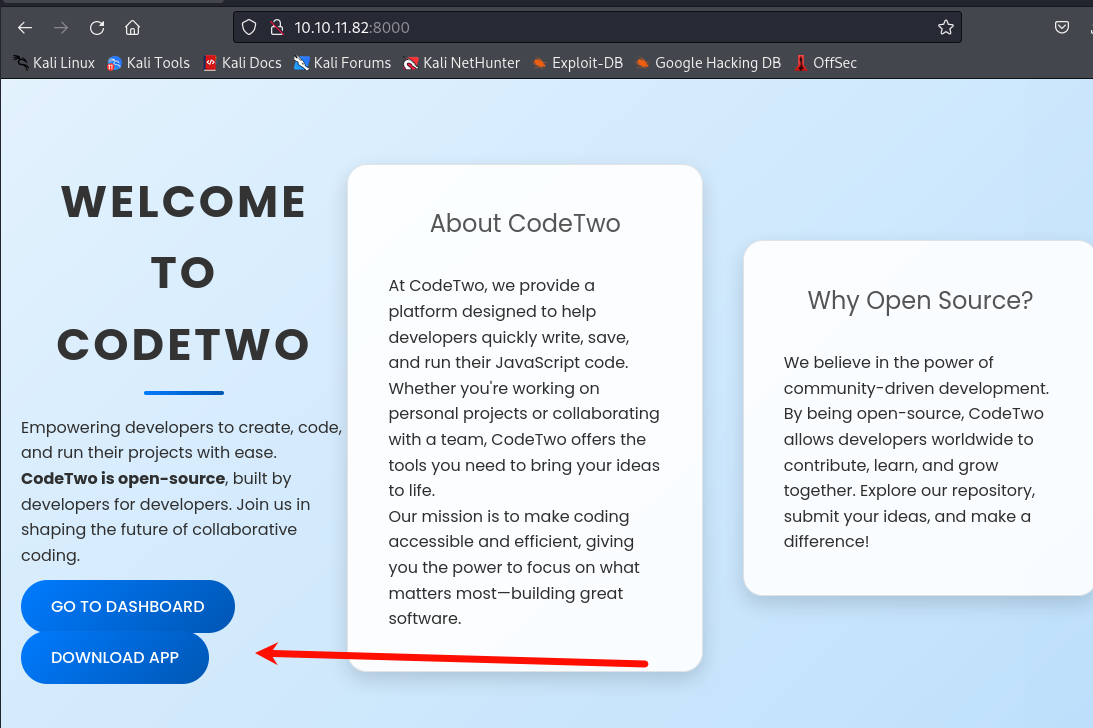 10.10.11.82:8000
Kali Linux
Kali Tools
Kali Docs
Kali Forums
Kali NetHunter
Exploit-DB
Google Hacking DB
OffSec
WELCOME
TO
CODETWO
Empowering developers to create, code,
and run their projects with ease.
CodeTwo is open-source, built by
developers for developers. Join us in
shaping the future of collaborative
coding.
GO TO DASHBOARD
DOWNLOAD APP
About CodeTwo
At CodeTwo, we provide a
platform designed to help
developers quickly write, save,
and run their JavaScript code.
Whether you're working on
personal projects or collaborating
with a team, CodeTwo offers the
tools you need to bring your ideas
to life.
Our mission is to make coding
accessible and efficient, giving
you the power to focus on what
matters most—building great
software.
Why Open Source?
We believe in the power of
community-driven development.
By being open-source, CodeTwo
allows developers worldwide to
contribute, learn, and grow
together. Explore our repository,
submit your ideas, and make a
difference!